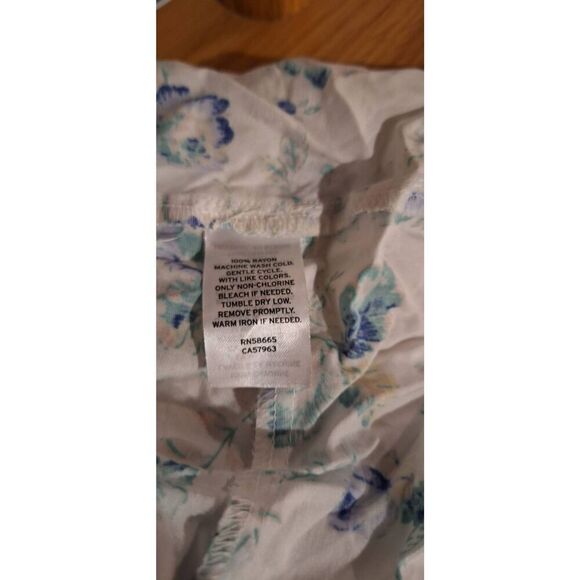 100% RAYON
MACHINE WASH COLD.
GENTLE CYCLE.
WITH LIKE COLORS.
ONLY NON-CHLORINE
BLEACH IF NEEDED.
TUMBLE DRY LOW.
REMOVE PROMPTLY.
WARM IRON IF NEEDED.
RN58665
CA57963